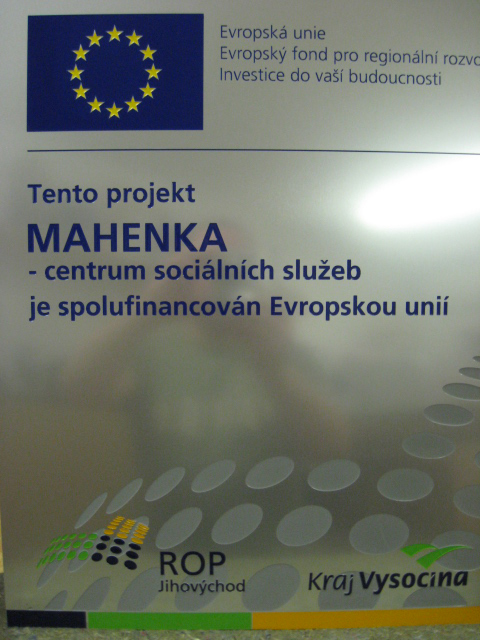 Evropská unie
Evropský fond pro regionální
Investice do vaší budoucnosti
Tento projekt
MAHENKA
- centrum sociálních služeb
je spolufinancován Evropskou unií
ROP
Jihovýchod
Kraj Vysočina